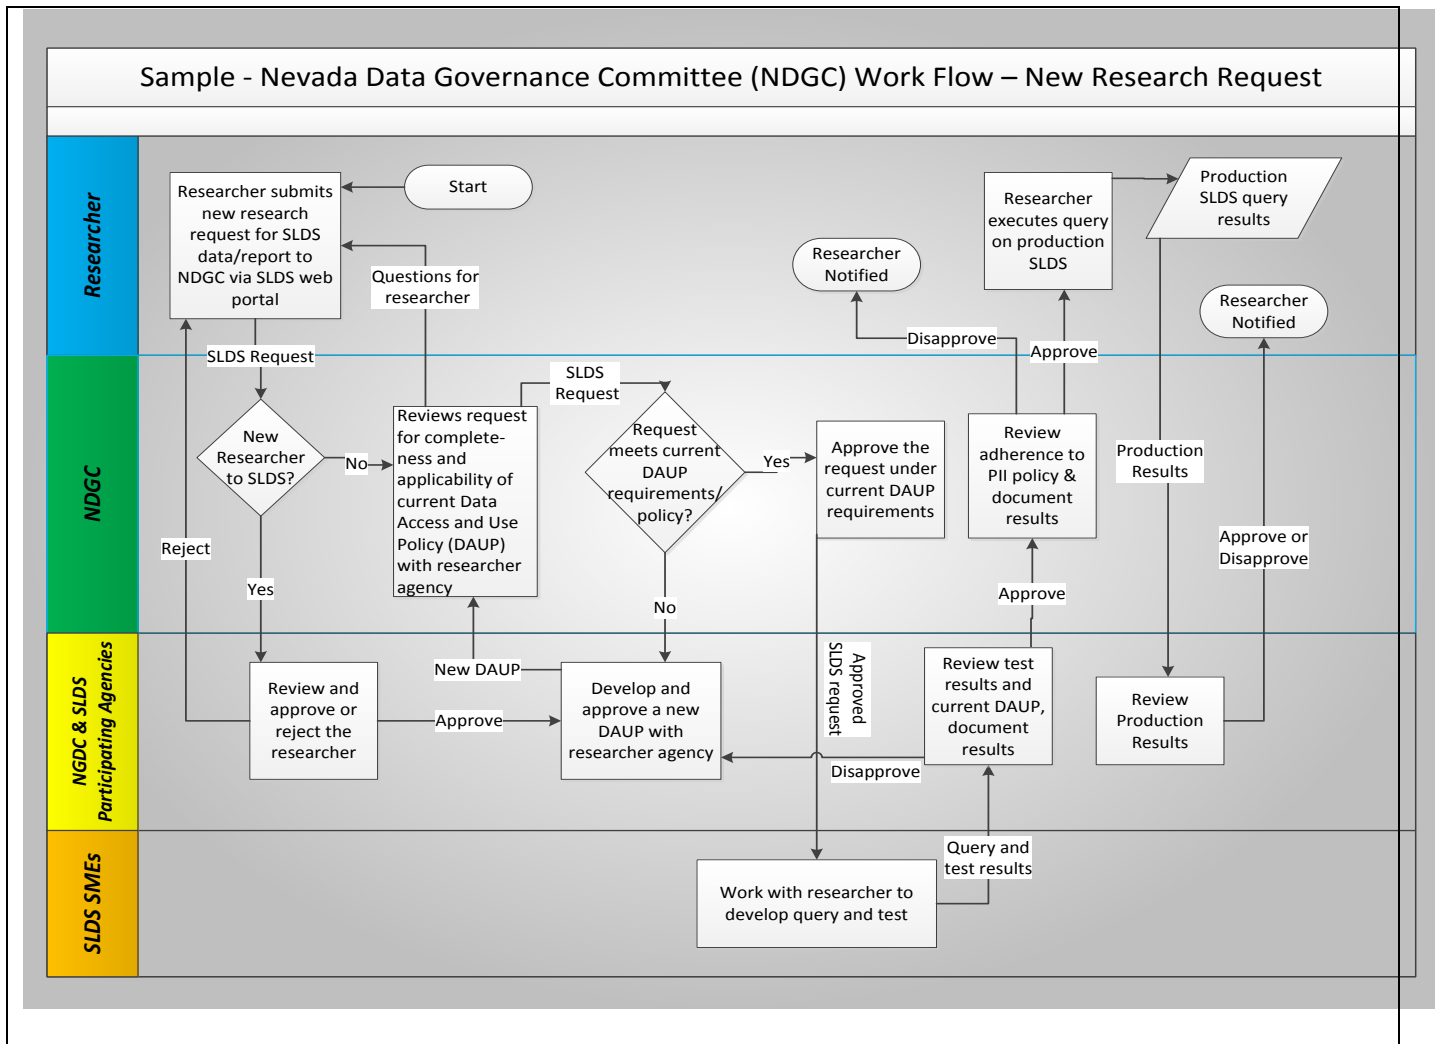 Sample - Nevada Data Governance Committee (NDGC) Work Flow – New Research Request
Researcher
Researcher submits
new research
request for SLDS
data/report to
NDGC via SLDS web
portal
Start
Questions for
researcher
Researcher
Notified
Researcher
executes query
on production
SLDS
Production
SLDS query
results
Researcher
Notified
SLDS Request
Disapprove
Approve
NDGC
New
Researcher
to SLDS?
No
Reviews request
for complete-
ness and
applicability of
current Data
Access and Use
Policy (DAUP)
with researcher
agency
SLDS
Request
Request
meets current
DAUP
requirements/
policy?
Yes
Approve the
request under
current DAUP
requirements
Review
adherence to
PII policy &
document
results
Production
Results
Approve or
Disapprove
Reject
Yes
No
Approve
NGDC & SLDS
Participating Agencies
Review and
approve or
reject the
researcher
Approve
New DAUP
Develop and
approve a new
DAUP with
researcher agency
Approved
SLDS request
Disapprove
Review test
results and
current DAUP,
document
results
Review
Production
Results
SLDS SMEs
Work with researcher to
develop query and test
Query and
test results